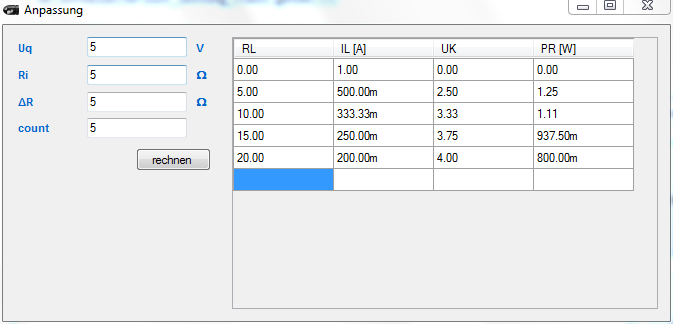 Anpassung
Uq 5 V
Ri 5 Ω
ΔR 5 Ω
count 5
rechnen
RL IL [A] UK PR [W]
0.00 1.00 0.00 0.00
5.00 500.00m 2.50 1.25
10.00 333.33m 3.33 1.11
15.00 250.00m 3.75 937.50m
20.00 200.00m 4.00 800.00m